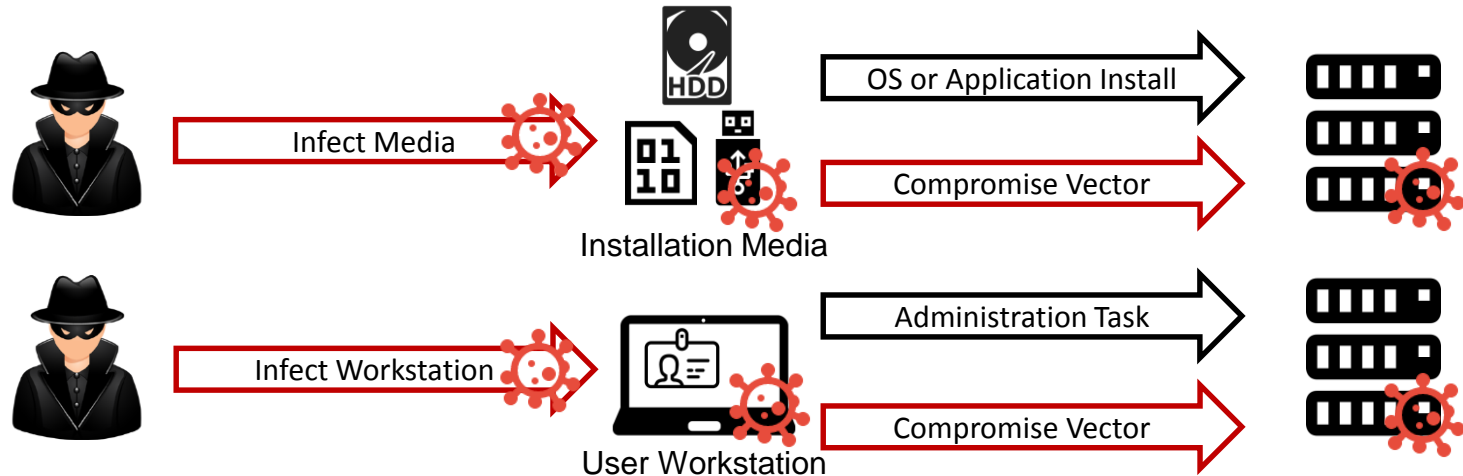 HDD
OS or Application Install
Infect Media
01
10
Compromise Vector
Installation Media
Administration Task
Infect Workstation
Compromise Vector
User Workstation